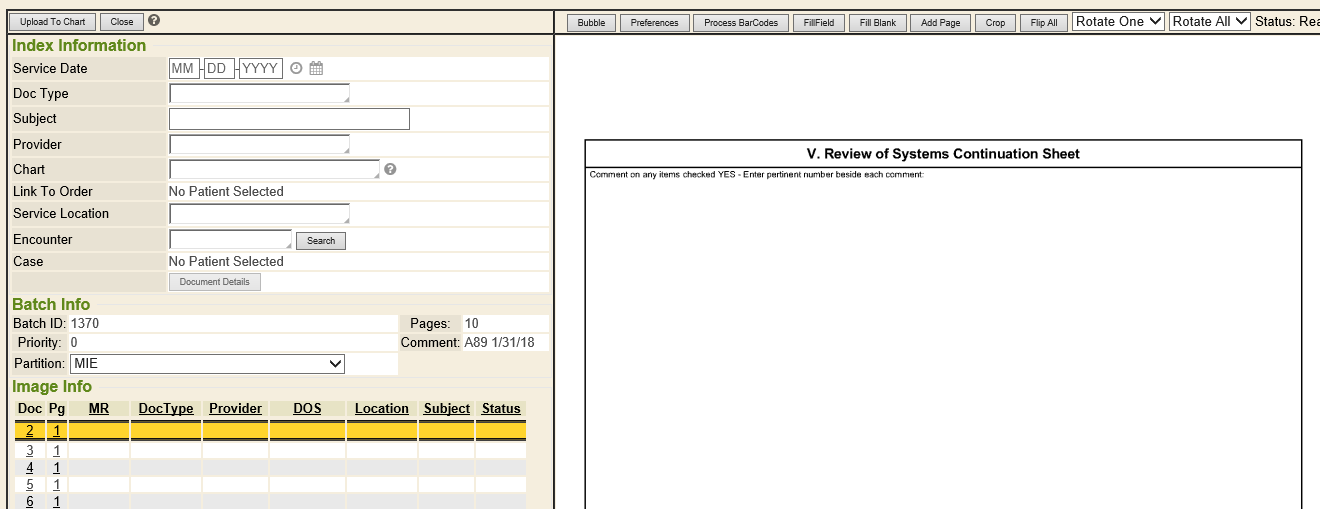 Upload To Chart Close ?
Bubble Preferences Process BarCodes FillField Fill Blank Add Page Crop Flip All Rotate One Rotate All Status: Rea
Index Information
Service Date MM - DD - YYYY
Doc Type
Subject
Provider
Chart ?
Link To Order No Patient Selected
Service Location
Encounter Search
Case No Patient Selected
Document Details
Batch Info
Batch ID: 1370 Pages: 10
Priority: 0 Comment: A89 1/31/18
Partition: MIE
Image Info
Doc Pg MR DocType Provider DOS Location Subject Status
2 1
3 1
4 1
5 1
6 1
V. Review of Systems Continuation Sheet
Comment on any items checked YES - Enter pertinent number beside each comment: